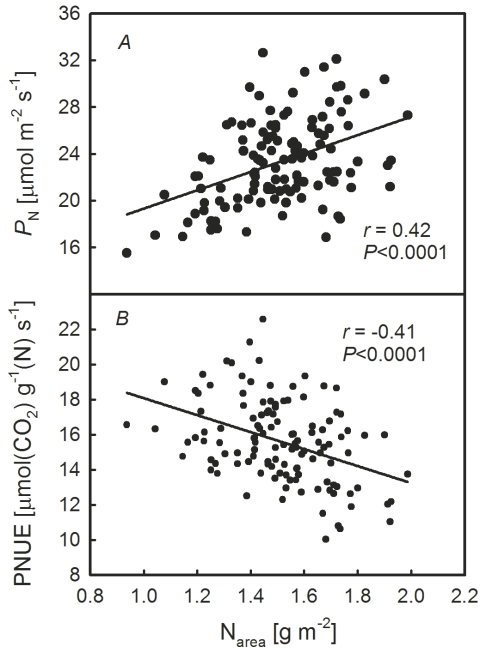 36
A
32
28
24
20
16
P_N [µmol m⁻² s⁻¹]
r = 0.42
P<0.0001
B
22
20
18
16
14
12
10
8
PNUE [µmol(CO₂) g⁻¹(N) s⁻¹]
r = -0.41
P<0.0001
0.8 1.0 1.2 1.4 1.6 1.8 2.0 2.2
N_area [g m⁻²]